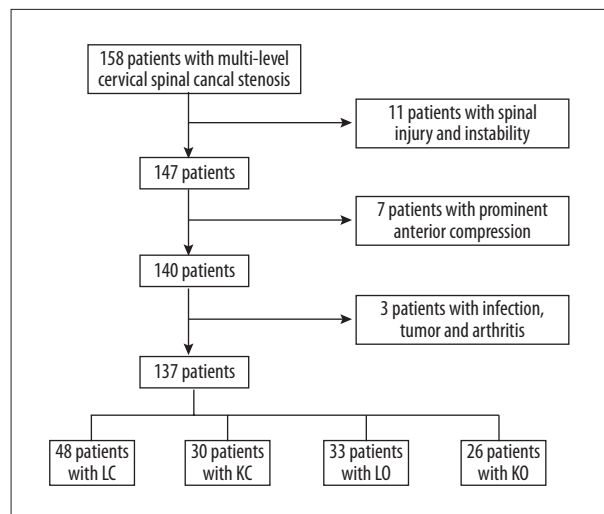 158 patients with multi-level
cervical spinal cancal stenosis
11 patients with spinal
injury and instability
147 patients
7 patients with prominent
anterior compression
140 patients
3 patients with infection,
tumor and arthritis
137 patients
48 patients
with LC
30 patients
with KC
33 patients
with LO
26 patients
with KO